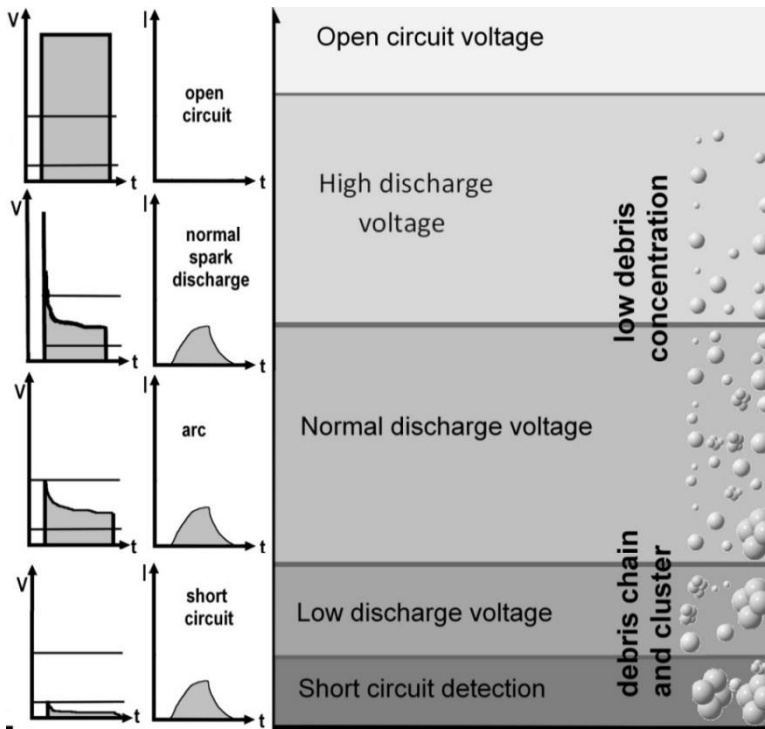 V
I
t
t
open
circuit
V
I
t
t
normal
spark
discharge
V
I
t
t
arc
V
I
t
t
short
circuit
Open circuit voltage
High discharge
voltage
Normal discharge voltage
Low discharge voltage
Short circuit detection
low debris
concentration
debris chain
and cluster